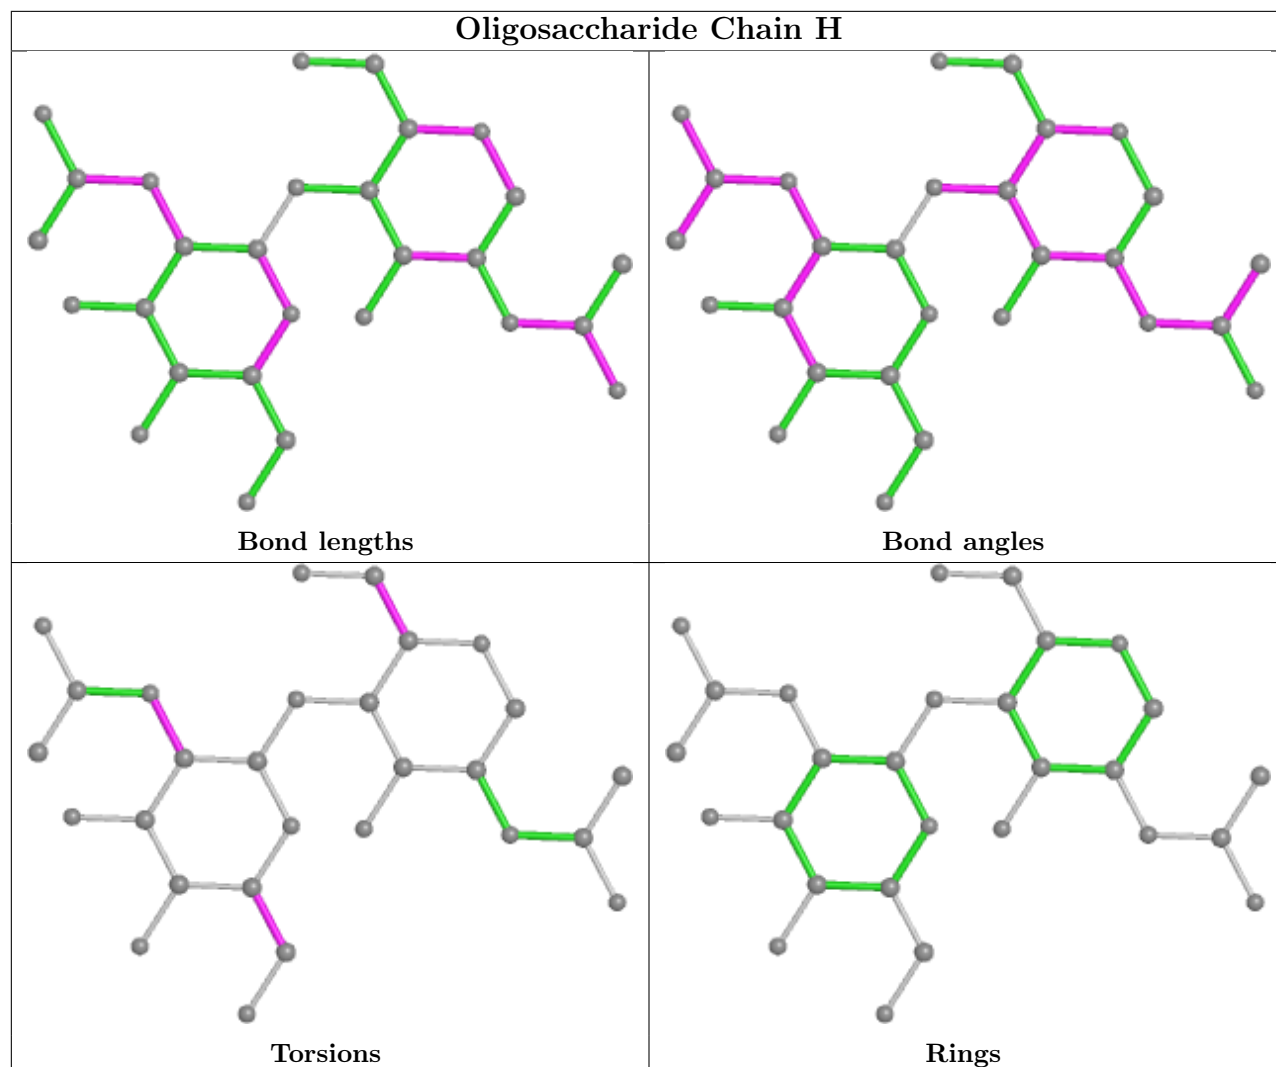 Oligosaccharide Chain H
Bond lengths
Bond angles
Torsions
Rings